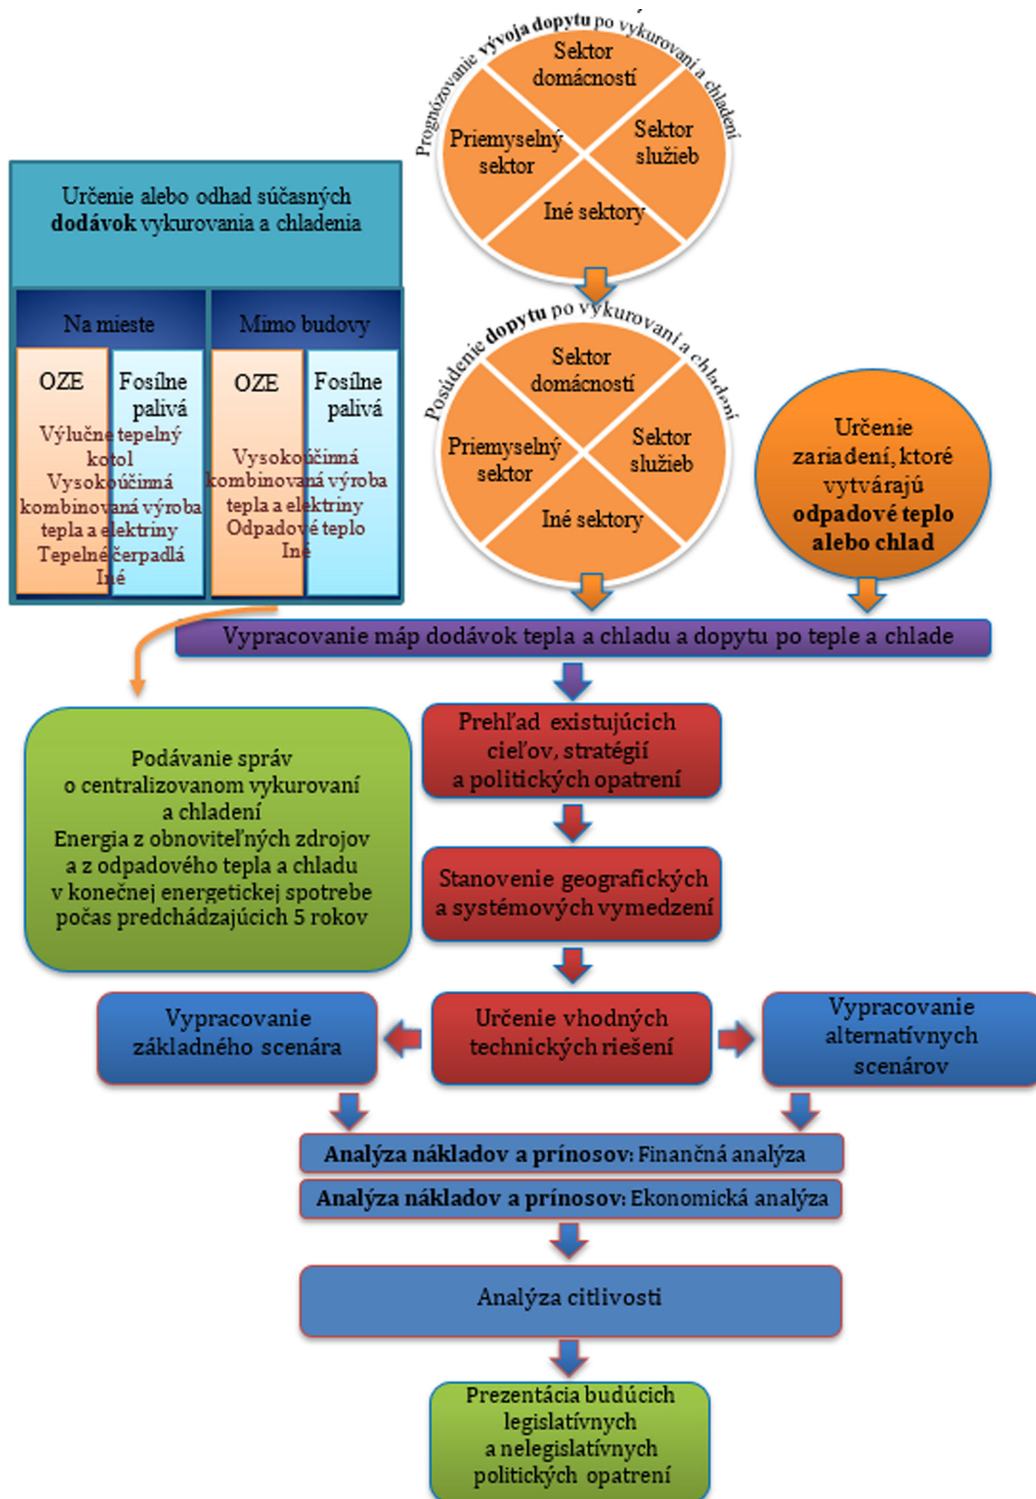 Prognózovanie vývoja dopytu po vykurovaní a chladení
Sektor
domácností
Priemyselný
sektor
Sektor
služieb
Iné sektory
Určenie alebo odhad súčasných
dodávok vykurovania a chladenia
Na mieste
Mimo budovy
OZE
Fosílne
palivá
Výlučne tepelný
kotol
Vysokoúčinná
kombinovaná výroba
tepla a elektriny
Tepelné čerpadlá
Iné
OZE
Fosílne
palivá
Vysokoúčinná
kombinovaná výroba
tepla a elektriny
Odpadové teplo
Iné
Posúdenie dopytu po vykurovaní a chladení
Sektor
domácností
Priemyselný
sektor
Sektor
služieb
Iné sektory
Určenie
zariadení, ktoré
vytvárajú
odpadové teplo
alebo chlad
Vypracovanie máp dodávok tepla a chladu a dopytu po teple a chlade
Podávanie správ
o centralizovanom vykurovaní
a chladení
Energia z obnoviteľných zdrojov
a z odpadového tepla a chladu
v konečnej energetickej spotrebe
počas predchádzajúcich 5 rokov
Prehľad existujúcich
cieľov, stratégií
a politických opatrení
Stanovenie geografických
a systémových vymedzení
Vypracovanie
základného scenára
Určenie vhodných
technických riešení
Vypracovanie
alternatívnych
scenárov
Analýza nákladov a prínosov: Finančná analýza
Analýza nákladov a prínosov: Ekonomická analýza
Analýza citlivosti
Prezentácia budúcich
legislatívnych
a nelegislatívnych
politických opatrení